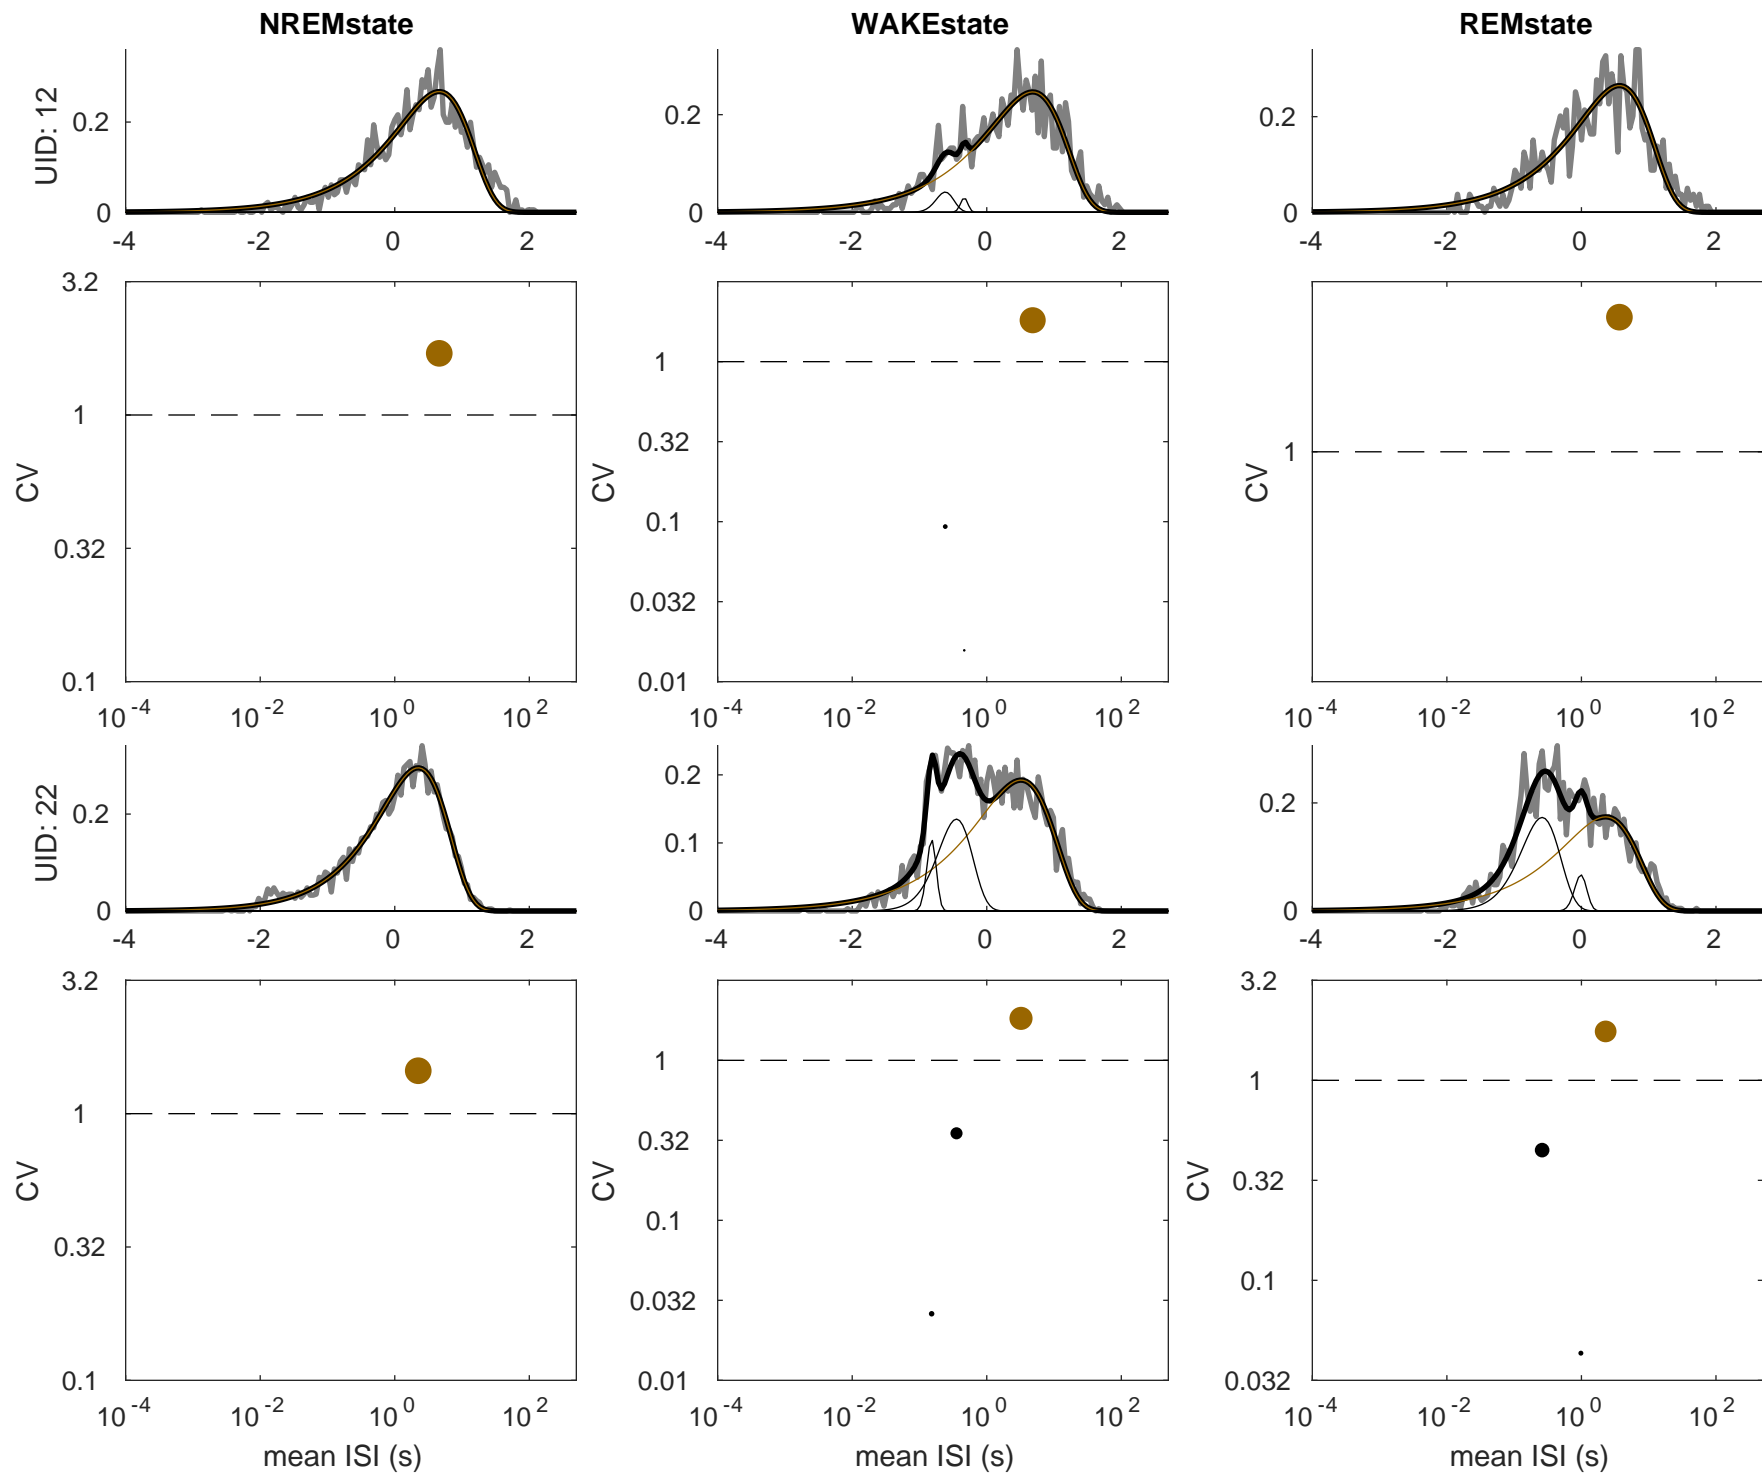 NREMstate WAKEstate REMstate
UID: 12
0.2 0
-4 -2 0 2
0.2 0
-4 -2 0 2
0.2 0
-4 -2 0 2
CV
3.2 1 0.32 0.1
10^-4 10^-2 10^0 10^2
CV
1 0.32 0.1 0.032 0.01
10^-4 10^-2 10^0 10^2
CV
1
10^-4 10^-2 10^0 10^2
UID: 22
0.2 0
-4 -2 0 2
0.2 0.1 0
-4 -2 0 2
0.2 0
-4 -2 0 2
CV
3.2 1 0.32 0.1
10^-4 10^-2 10^0 10^2
mean ISI (s)
CV
1 0.32 0.1 0.032 0.01
10^-4 10^-2 10^0 10^2
mean ISI (s)
CV
3.2 1 0.32 0.1 0.032
10^-4 10^-2 10^0 10^2
mean ISI (s)